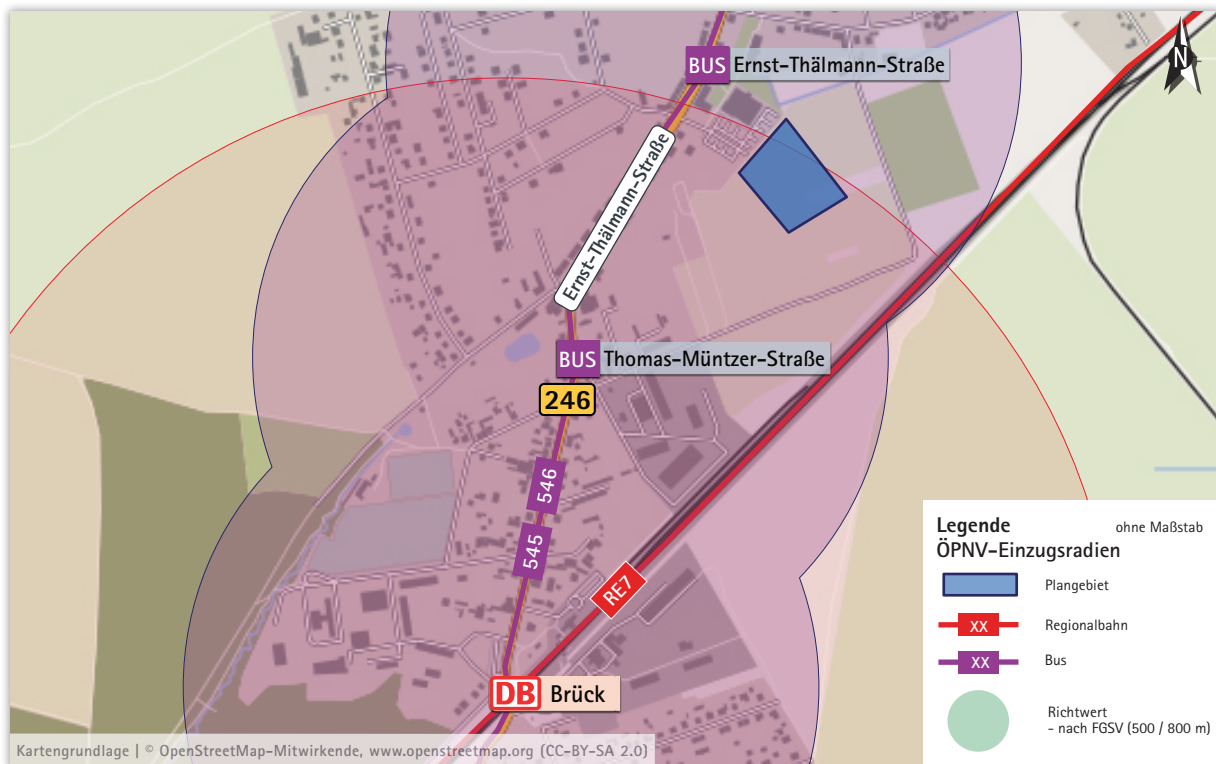 N
BUS Ernst-Thälmann-Straße
Ernst-Thälmann-Straße
BUS Thomas-Müntzer-Straße
246
546
545
RE7
DB Brück
Legende
ohne Maßstab
ÖPNV-Einzugsradien
Plangebiet
XX Regionalbahn
XX Bus
Richtwert
- nach FGSV (500 / 800 m)
Kartengrundlage | © OpenStreetMap-Mitwirkende, www.openstreetmap.org (CC-BY-SA 2.0)